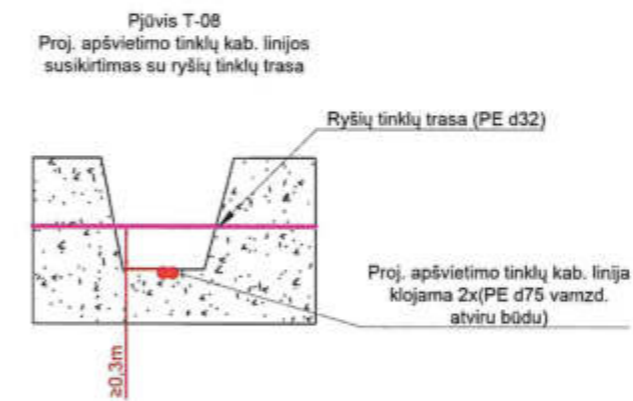 Pjūvis T-08
Proj. apšvietimo tinklų kab. linijos
susikirtimas su ryšių tinklų trasa
Ryšių tinklų trasa (PE d32)
Proj. apšvietimo tinklų kab. linija
klojama 2x(PE d75 vamzd.
atviru būdu)
≥0,3m